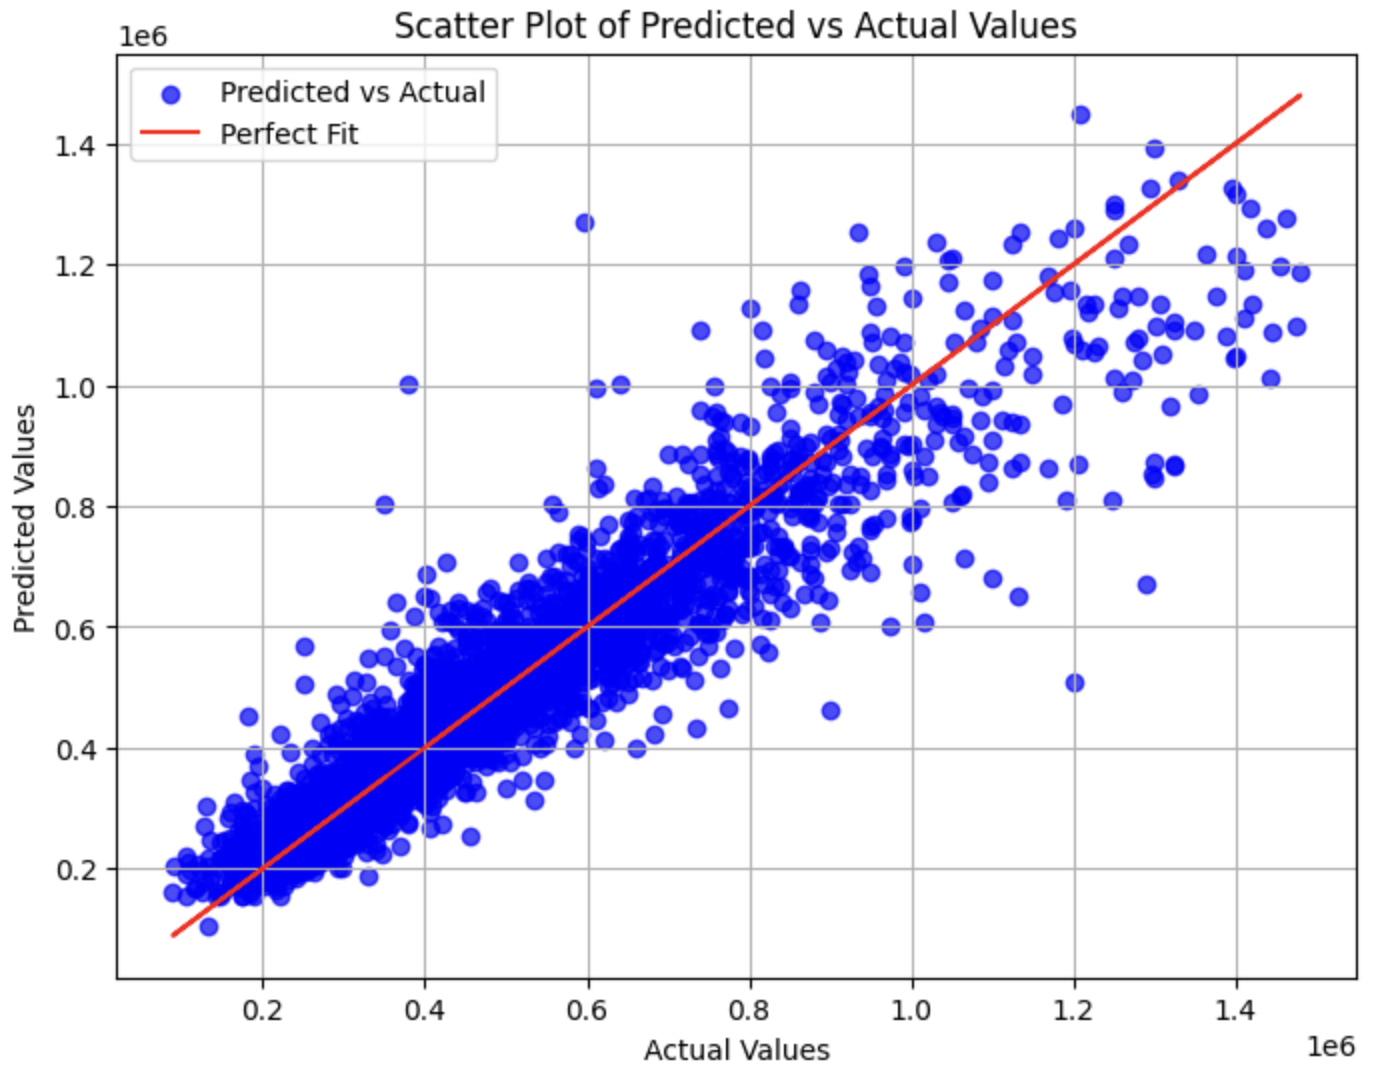 Scatter Plot of Predicted vs Actual Values
1e6
Predicted vs Actual
Perfect Fit
1.4
1.2
1.0
0.8
0.6
0.4
0.2
Predicted Values
0.2 0.4 0.6 0.8 1.0 1.2 1.4
Actual Values
1e6